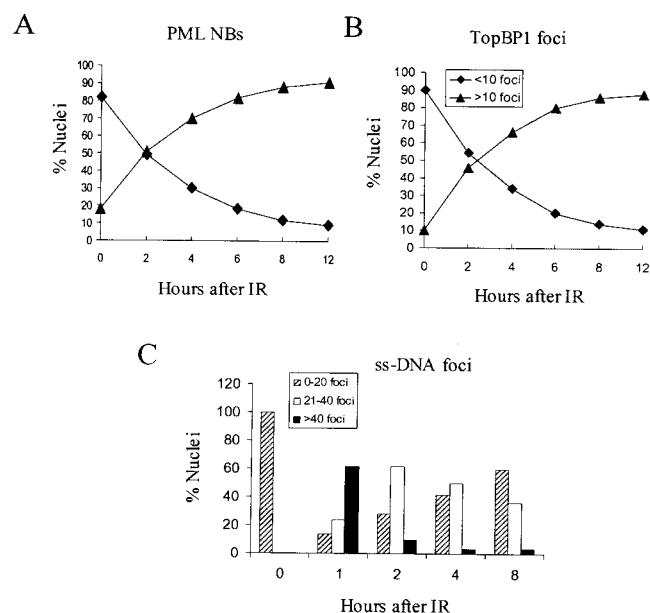 A
PML NBs
100
90
80
70
60
50
40
30
20
10
0
% Nuclei
0 2 4 6 8 12
Hours after IR
B
TopBP1 foci
100
90
80
70
60
50
40
30
20
10
0
% Nuclei
<10 foci
>10 foci
0 2 4 6 8 12
Hours after IR
C
ss-DNA foci
120
100
80
60
40
20
0
% Nuclei
0-20 foci
21-40 foci
>40 foci
0 1 2 4 8
Hours after IR